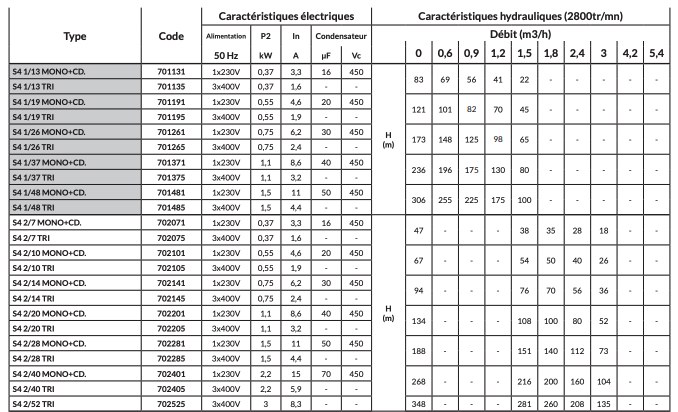 Type Code Caractéristiques électriques Caractéristiques hydrauliques (2800tr/mn)
Alimentation P2 In Condensateur Débit (m3/h)
50 Hz kW A µF Vc 0 0,6 0,9 1,2 1,5 1,8 2,4 3 4,2 5,4
S4 1/13 MONO+CD. 701131 1x230V 0,37 3,3 16 450 H (m) 83 69 56 41 22 - - - - -
S4 1/13 TRI 701135 3x400V 0,37 1,6 - -
S4 1/19 MONO+CD. 701191 1x230V 0,55 4,6 20 450 121 101 82 70 45 - - - - -
S4 1/19 TRI 701195 3x400V 0,55 1,9 - -
S4 1/26 MONO+CD. 701261 1x230V 0,75 6,2 30 450 173 148 125 98 65 - - - - -
S4 1/26 TRI 701265 3x400V 0,75 2,4 - -
S4 1/37 MONO+CD. 701371 1x230V 1,1 8,6 40 450 236 196 175 130 80 - - - - -
S4 1/37 TRI 701375 3x400V 1,1 3,2 - -
S4 1/48 MONO+CD. 701481 1x230V 1,5 11 50 450 306 255 225 175 100 - - - - -
S4 1/48 TRI 701485 3x400V 1,5 4,4 - -
S4 2/7 MONO+CD. 702071 1x230V 0,37 3,3 16 450 H (m) 47 - - - 38 35 28 18 - -
S4 2/7 TRI 702075 3x400V 0,37 1,6 - -
S4 2/10 MONO+CD. 702101 1x230V 0,55 4,6 20 450 67 - - - 54 50 40 26 - -
S4 2/10 TRI 702105 3x400V 0,55 1,9 - -
S4 2/14 MONO+CD. 702141 1x230V 0,75 6,2 30 450 94 - - - 76 70 56 36 - -
S4 2/14 TRI 702145 3x400V 0,75 2,4 - -
S4 2/20 MONO+CD. 702201 1x230V 1,1 8,6 40 450 134 - - - 108 100 80 52 - -
S4 2/20 TRI 702205 3x400V 1,1 3,2 - -
S4 2/28 MONO+CD. 702281 1x230V 1,5 11 50 450 188 - - - 151 140 112 73 - -
S4 2/28 TRI 702285 3x400V 1,5 4,4 - -
S4 2/40 MONO+CD. 702401 1x230V 2,2 15 70 450 268 - - - 216 200 160 104 - -
S4 2/40 TRI 702405 3x400V 2,2 5,9 - -
S4 2/52 TRI 702525 3x400V 3 8,3 - - 348 - - - 281 260 208 135 - -